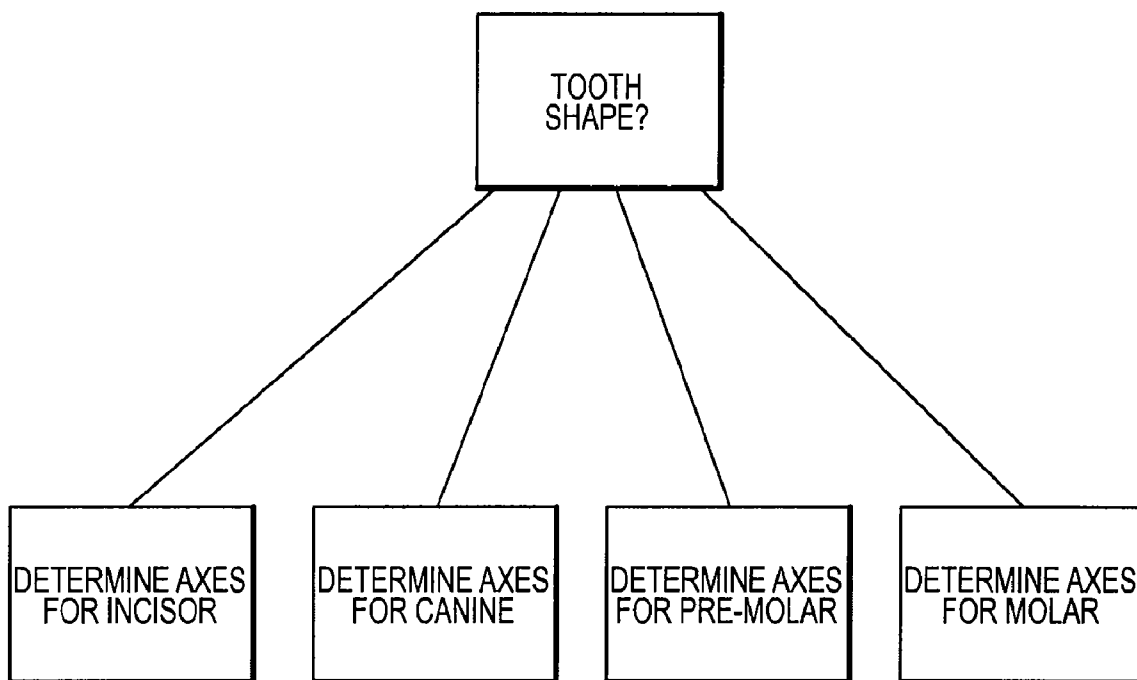 TOOTH
SHAPE?
DETERMINE AXES
FOR INCISOR
DETERMINE AXES
FOR CANINE
DETERMINE AXES
FOR PRE-MOLAR
DETERMINE AXES
FOR MOLAR